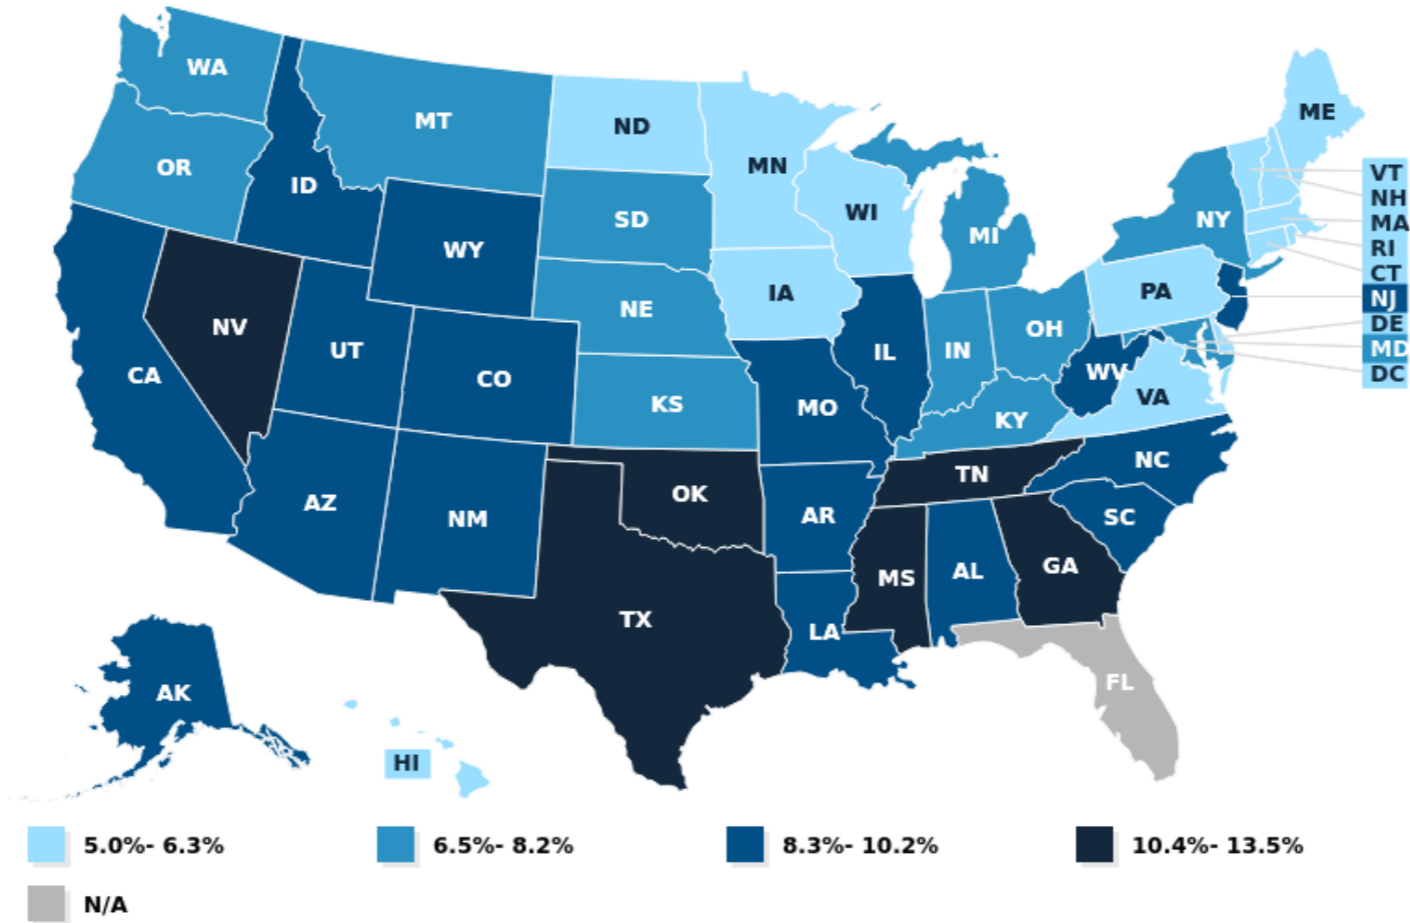 WA
MT
ND
ME
MN
OR
VT
ID
NH
WI
SD
NY
MA
MI
RI
WY
CT
IA
PA
NJ
NE
DE
NV
OH
MD
UT
IN
IL
DC
WV
CA
CO
VA
KS
MO
KY
NC
TN
OK
AZ
AR
SC
NM
GA
AL
MS
TX
LA
FL
AK
HI
5.0%- 6.3%
6.5%- 8.2%
8.3%- 10.2%
10.4%- 13.5%
N/A